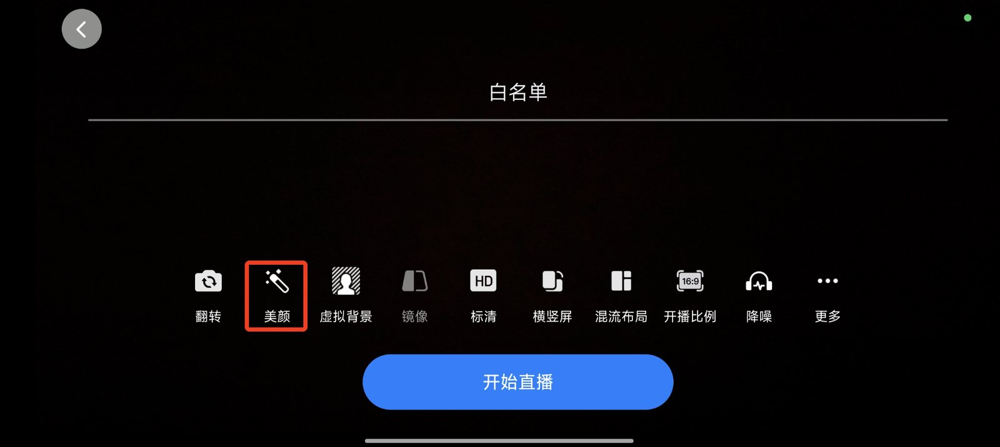 白名单
HD
16:9
翻转
美颜
虚拟背景
镜像
标清
横竖屏
混流布局
开播比例
降噪
更多
开始直播